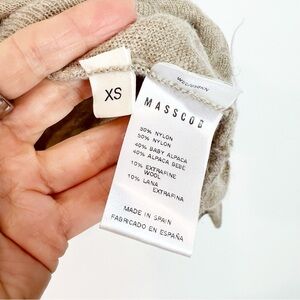 XS
MASSCOB
50% NYLON
50% NYLON
40% BABY ALPACA
40% ALPACA BEBE
10% EXTRAFINE
WOOL
10% LANA
EXTRAFINA
MADE IN SPAIN
FABRICADO EN ESPAÑA